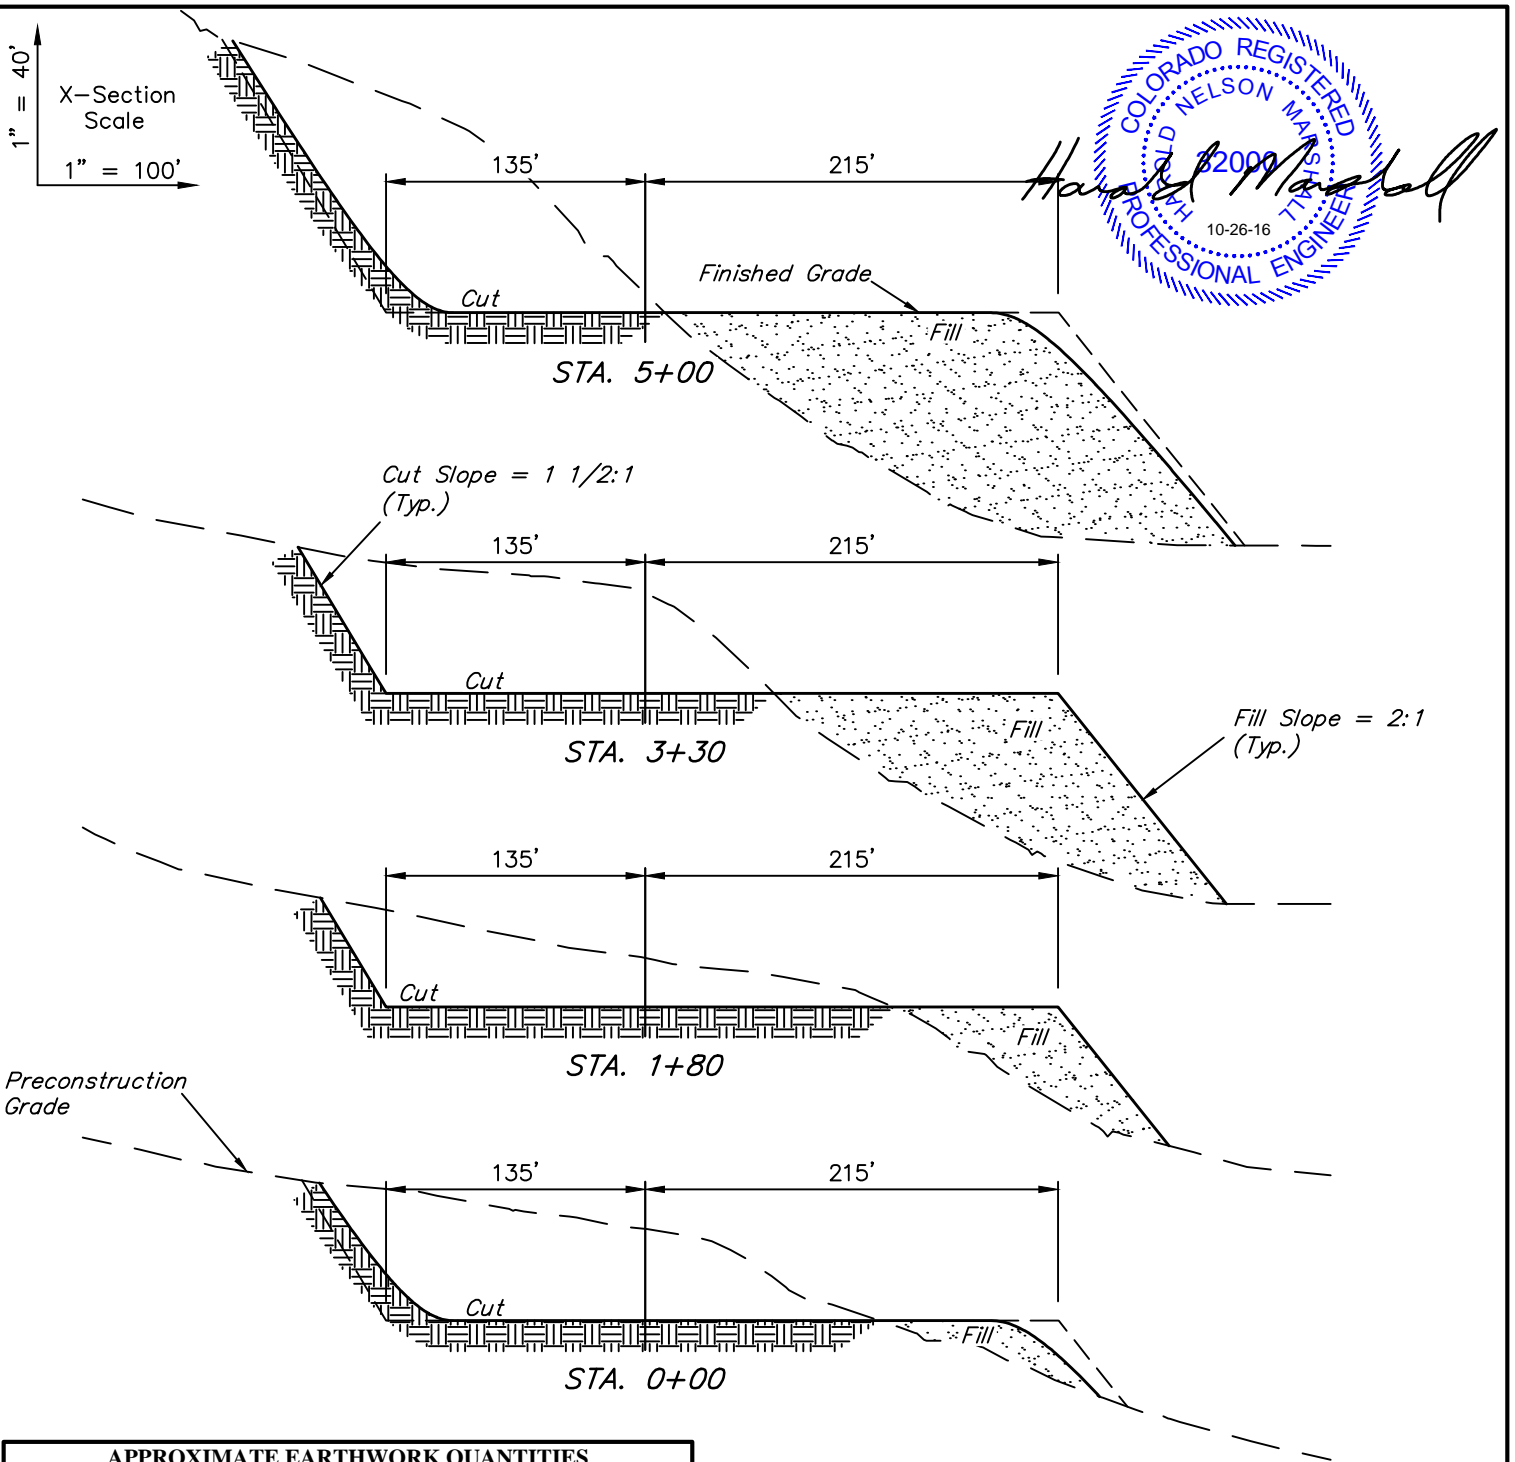 1" = 40'
X-Section
Scale
1" = 100'
COLORADO REGISTERED
PROFESSIONAL ENGINEER
HAROLD NELSON MARSHALL
32000
10-26-16
Harold Marshall
135'
215'
Finished Grade
Cut
Fill
STA. 5+00
Cut Slope = 1 1/2:1
(Typ.)
135'
215'
Cut
Fill
Fill Slope = 2:1
(Typ.)
STA. 3+30
135'
215'
Cut
Fill
STA. 1+80
Preconstruction
Grade
135'
215'
Cut
Fill
STA. 0+00
APPROXIMATE EARTHWORK QUANTITIES